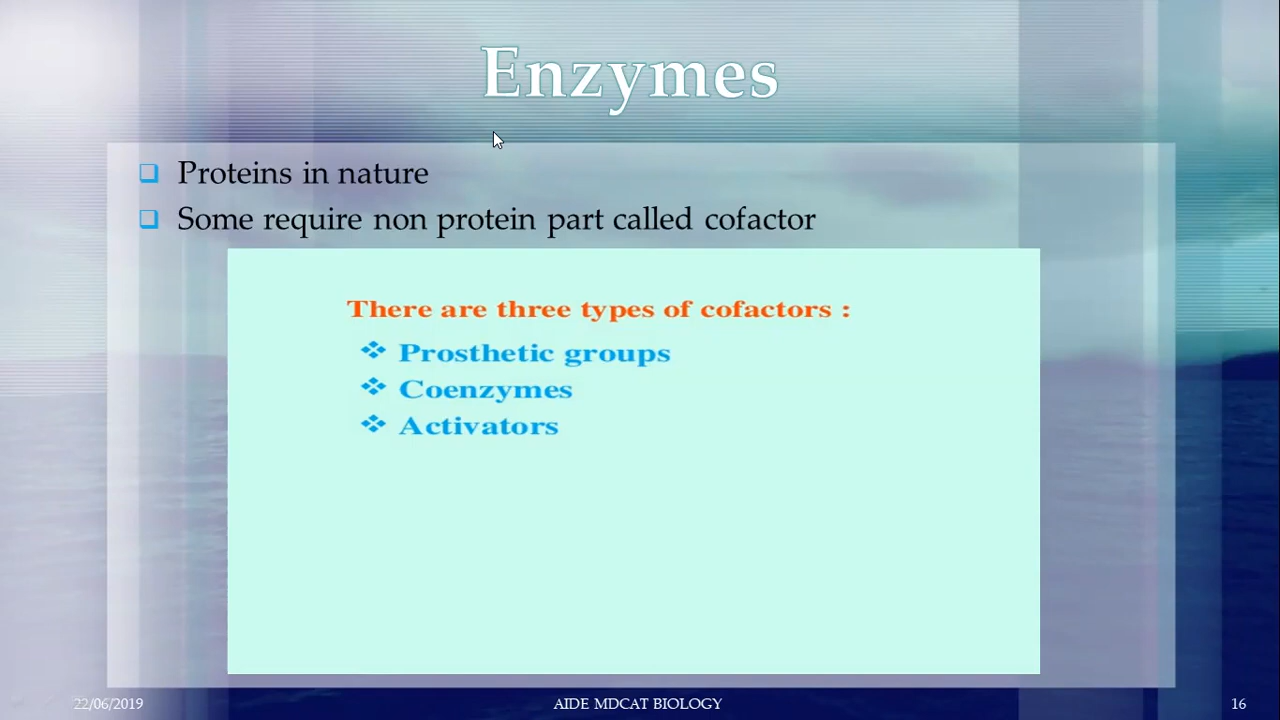 Enzymes
Proteins in nature
Some require non protein part called cofactor
There are three types of cofactors :
Prosthetic groups
Coenzymes
Activators
22/06/2019
AIDE MDCAT BIOLOGY
16